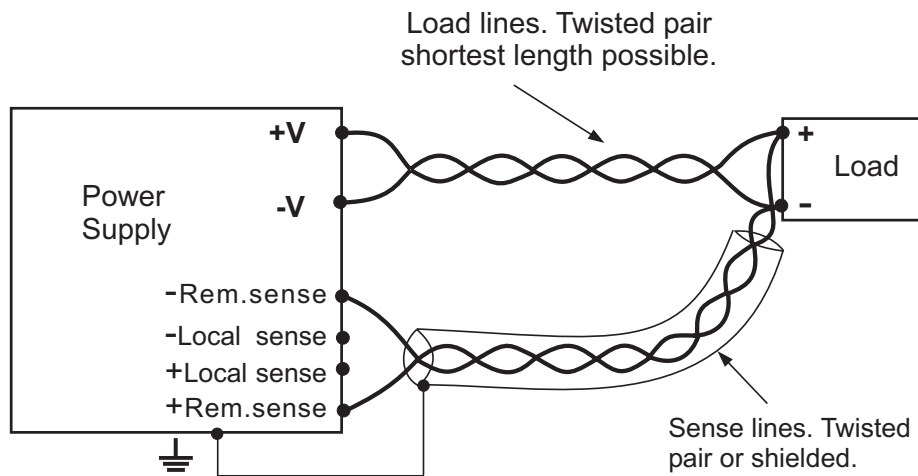 Load lines. Twisted pair
shortest length possible.
+V
+
Power
Supply
Load
-V
-
-Rem.sense
-Local sense
+Local sense
+Rem.sense
Sense lines. Twisted
pair or shielded.